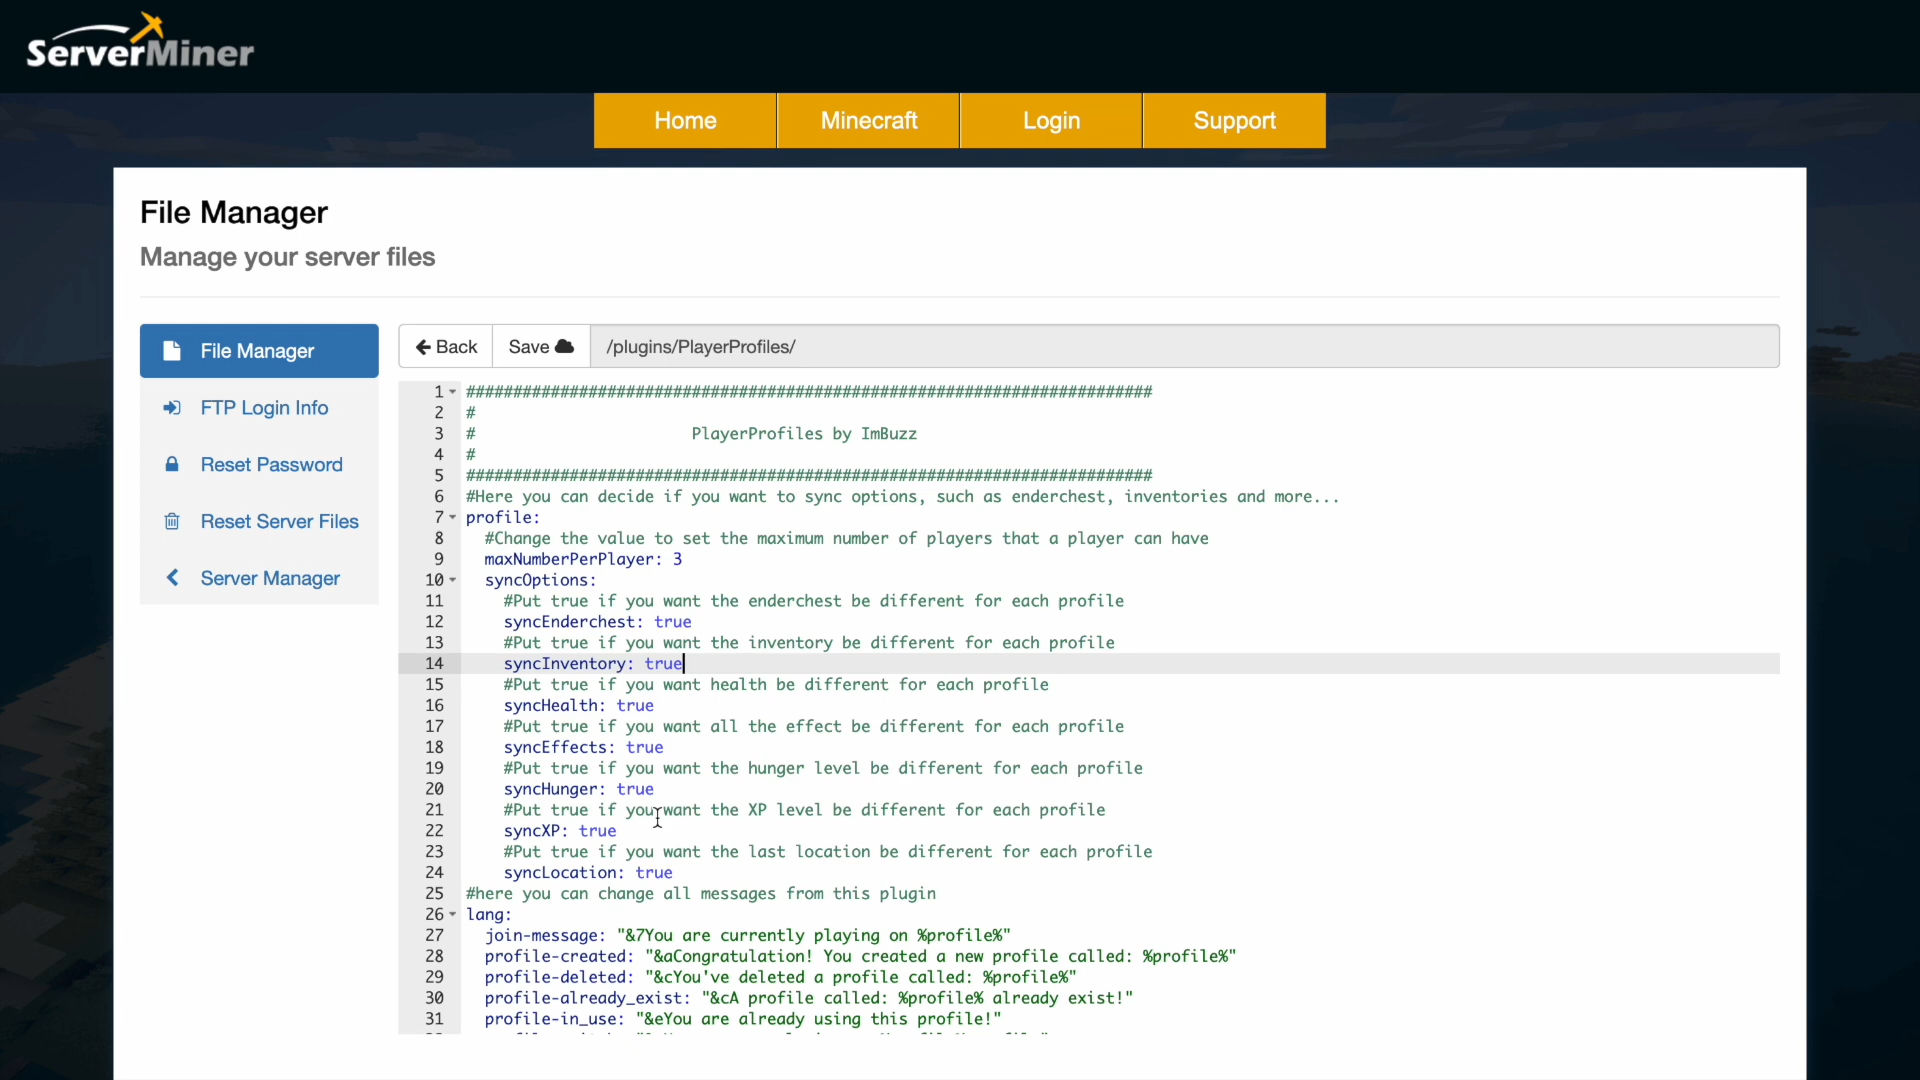 ServerMiner
Home
Minecraft
Login
Support
File Manager
Manage your server files
File Manager
FTP Login Info
Reset Password
Reset Server Files
Server Manager
Back
Save
/plugins/PlayerProfiles/
1 #########################################################################
2 #
3 # PlayerProfiles by ImBuzz
4 #
5 #########################################################################
6 #Here you can decide if you want to sync options, such as enderchest, inventories and more...
7 profile:
8 #Change the value to set the maximum number of players that a player can have
9 maxNumberPerPlayer: 3
10 syncOptions:
11 #Put true if you want the enderchest be different for each profile
12 syncEnderchest: true
13 #Put true if you want the inventory be different for each profile
14 syncInventory: true
15 #Put true if you want health be different for each profile
16 syncHealth: true
17 #Put true if you want all the effect be different for each profile
18 syncEffects: true
19 #Put true if you want the hunger level be different for each profile
20 syncHunger: true
21 #Put true if you want the XP level be different for each profile
22 syncXP: true
23 #Put true if you want the last location be different for each profile
24 syncLocation: true
25 #here you can change all messages from this plugin
26 lang:
27 join-message: "&7You are currently playing on %profile%"
28 profile-created: "&aCongratulation! You created a new profile called: %profile%"
29 profile-deleted: "&cYou've deleted a profile called: %profile%"
30 profile-already_exist: "&cA profile called: %profile% already exist!"
31 profile-in_use: "&eYou are already using this profile!"